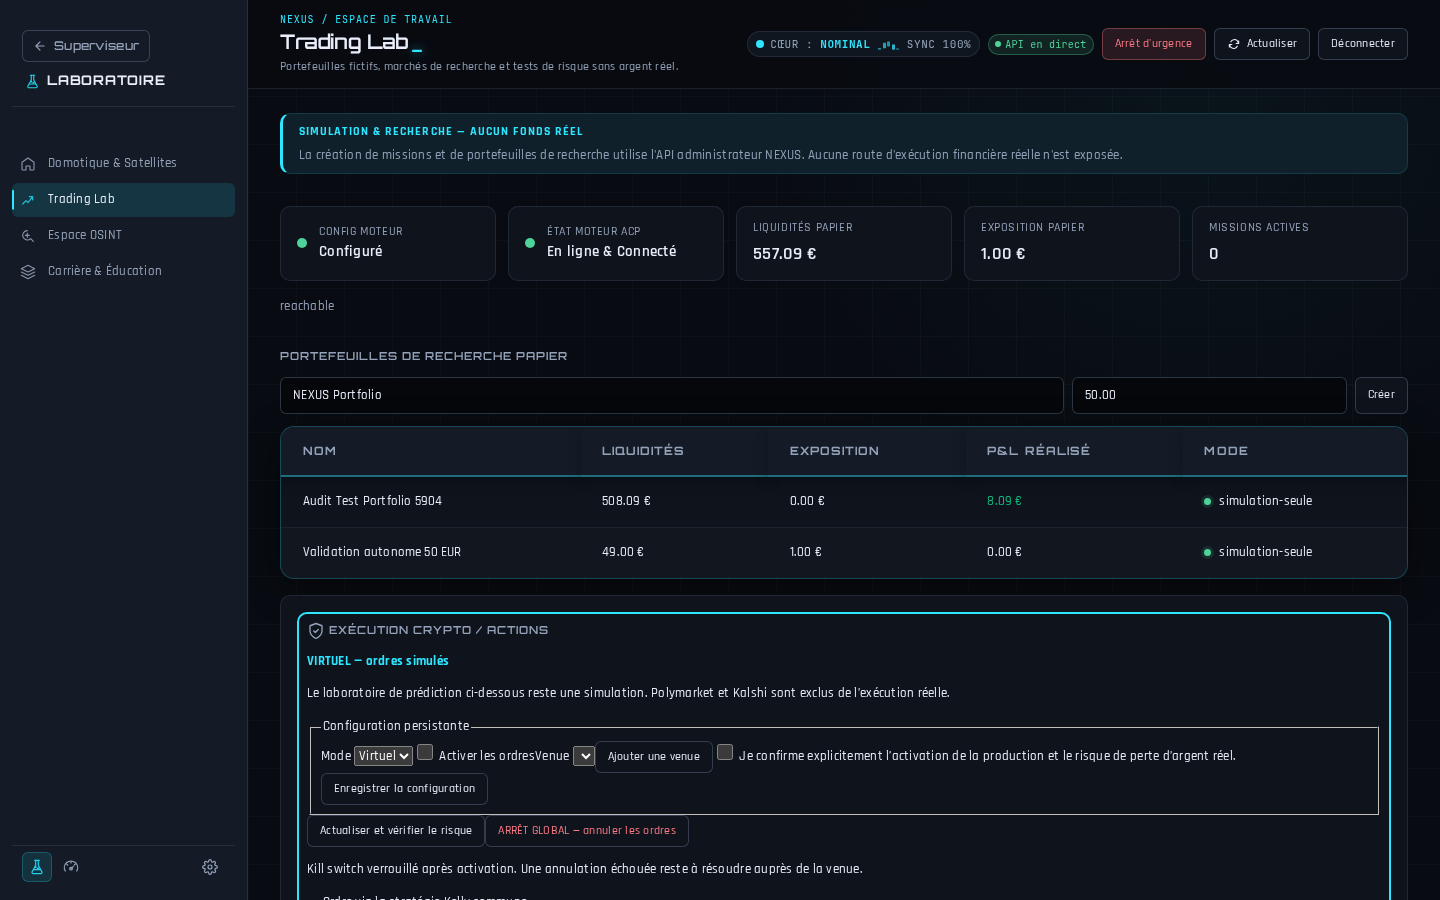 Superviseur
LABORATOIRE
Domotique & Satellites
Trading Lab
Espace OSINT
Carrière & Éducation
NEXUS / ESPACE DE TRAVAIL
Trading Lab_
Portefeuilles fictifs, marchés de recherche et tests de risque sans argent réel.
CŒUR : NOMINAL SYNC 100%
API en direct
Arrêt d'urgence
Actualiser
Déconnecter
SIMULATION & RECHERCHE — AUCUN FONDS RÉEL
La création de missions et de portefeuilles de recherche utilise l'API administrateur NEXUS. Aucune route d'exécution financière réelle n'est exposée.
CONFIG MOTEUR
Configuré
ÉTAT MOTEUR ACP
En ligne & Connecté
LIQUIDITÉS PAPIER
557.09 €
EXPOSITION PAPIER
1.00 €
MISSIONS ACTIVES
0
reachable
PORTEFEUILLES DE RECHERCHE PAPIER
NEXUS Portfolio 50.00 Créer
NOM LIQUIDITÉS EXPOSITION P&L RÉALISÉ MODE
Audit Test Portfolio 5904 508.09 € 0.00 € 8.09 € simulation-seule
Validation autonome 50 EUR 49.00 € 1.00 € 0.00 € simulation-seule
EXÉCUTION CRYPTO / ACTIONS
VIRTUEL — ordres simulés
Le laboratoire de prédiction ci-dessous reste une simulation. Polymarket et Kalshi sont exclus de l'exécution réelle.
Configuration persistante
Mode Virtuel Activer les ordresVenue Ajouter une venue Je confirme explicitement l'activation de la production et le risque de perte d'argent réel.
Enregistrer la configuration
Actualiser et vérifier le risque ARRÊT GLOBAL — annuler les ordres
Kill switch verrouillé après activation. Une annulation échouée reste à résoudre auprès de la venue.
Ordre via la stratégie Kelly commune